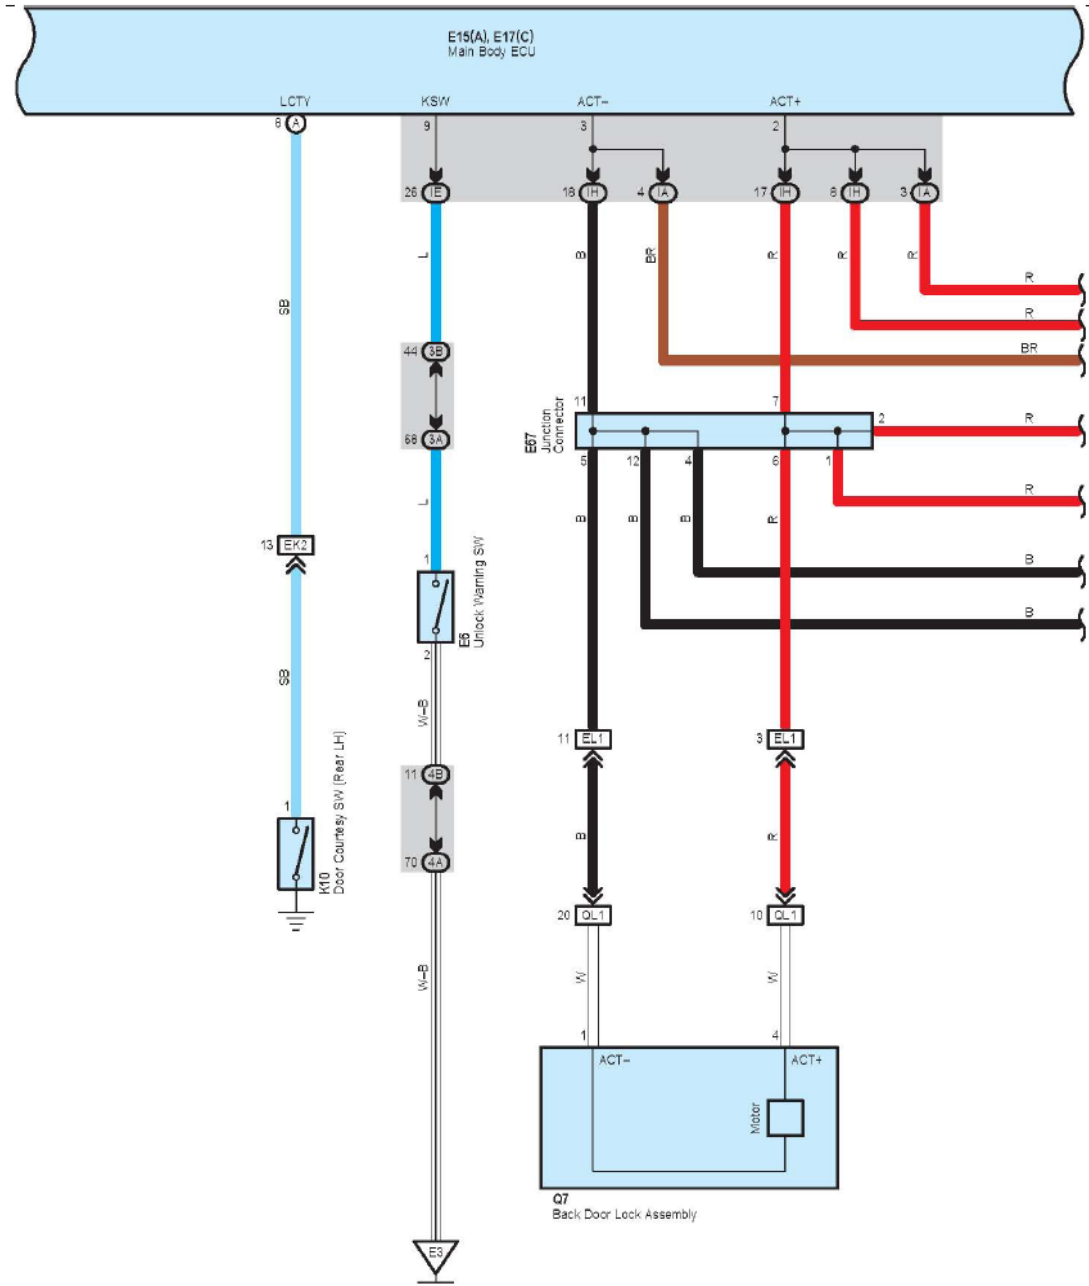 E15(A), E17(C)
Main Body ECU
LCTY
KSW
ACT–
ACT+
8
A
9
3
2
26
IE
18
IH
4
IA
17
IH
8
IH
3
IA
SB
L
B
BR
R
R
R
R
R
BR
44
3B
68
3A
11
7
2
R
E67
Junction
Connector
5
12
4
6
1
R
L
B
B
B
R
13
EK2
1
B
B
E6
Unlock Warning SW
2
SB
W–B
11
EL1
3
EL1
11
4B
1
B
R
70
4A
K10
Door Courtesy SW (Rear LH)
20
QL1
10
QL1
W–B
W
W
1
4
ACT–
ACT+
Motor
Q7
Back Door Lock Assembly
E3